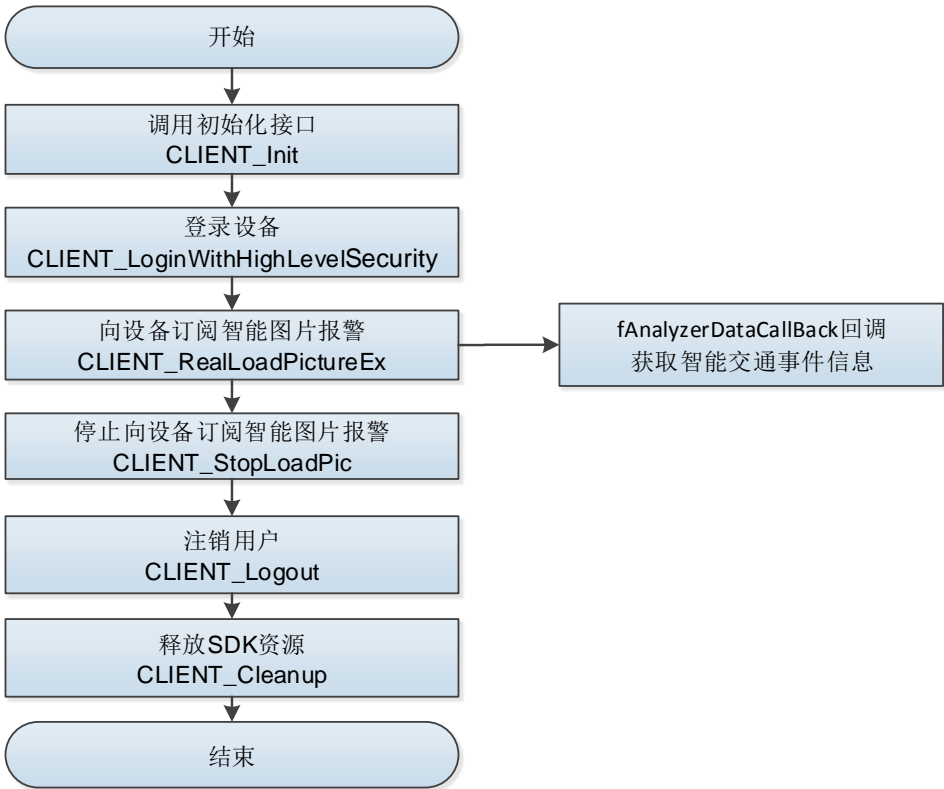 开始
调用初始化接口
CLIENT_Init
登录设备
CLIENT_LoginWithHighLevelSecurity
向设备订阅智能图片报警
CLIENT_RealLoadPictureEx
fAnalyzerDataCallBack回调
获取智能交通事件信息
停止向设备订阅智能图片报警
CLIENT_StopLoadPic
注销用户
CLIENT_Logout
释放SDK资源
CLIENT_Cleanup
结束